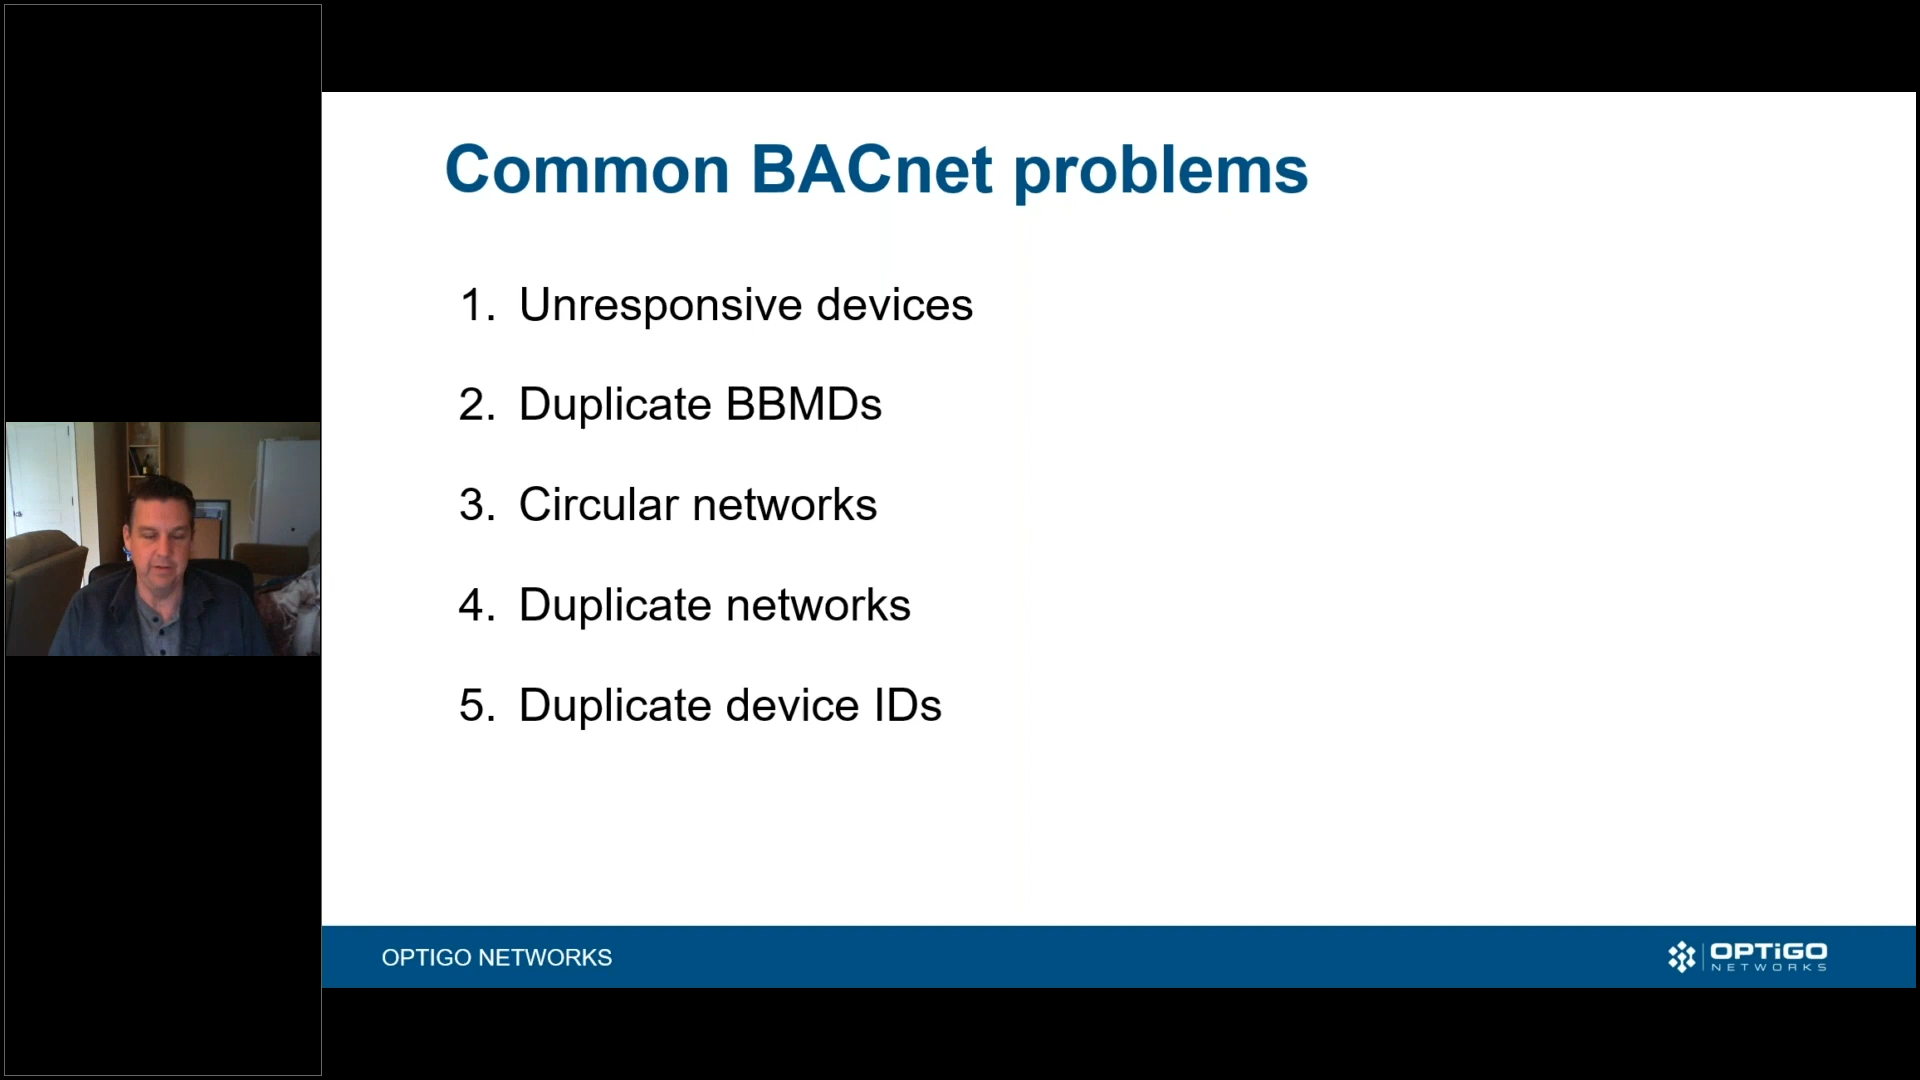 Common BACnet problems
1. Unresponsive devices
2. Duplicate BBMDs
3. Circular networks
4. Duplicate networks
5. Duplicate device IDs
OPTIGO NETWORKS
OPTiGO
NETWORKS